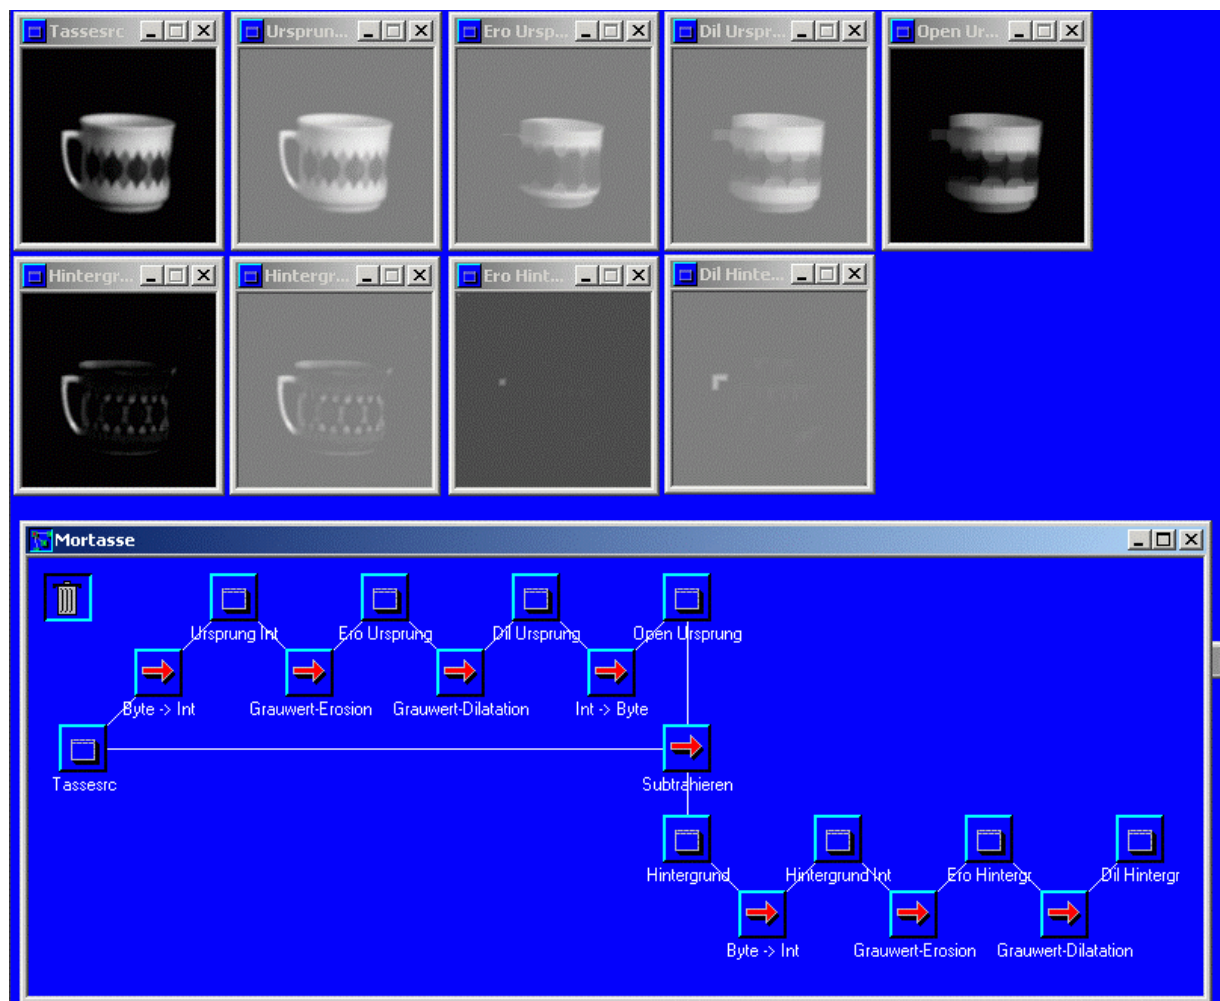 Tassesrc
Ursprun...
Ero Ursp...
Dil Urspr...
Open Ur...
Hintergr...
Hintergr...
Ero Hint...
Dil Hinte...
Mortasse
Ursprung Int
Ero Ursprung
Dil Ursprung
Open Ursprung
Byte -> Int
Grauwert-Erosion
Grauwert-Dilatation
Int -> Byte
Tassesrc
Subtrahieren
Hintergrund
Hintergrund Int
Ero Hintergr
Dil Hintergr
Byte -> Int
Grauwert-Erosion
Grauwert-Dilatation